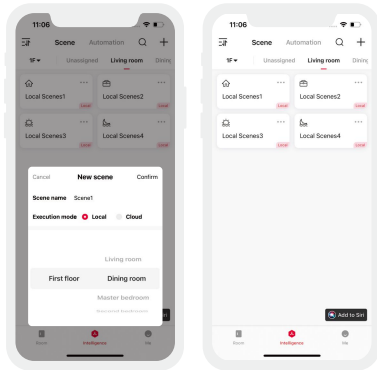 11:06
Scene Automation
1F▾ Unassigned Living room Dining
Local Scenes1 Local Scenes2
Local Local
Local Scenes3 Local Scenes4
Local Local
Cancel New scene Confirm
Scene name Scene1
Execution mode Local Cloud
Living room
First floor Dining room
Master bedroom
Siri
Room Intelligence Me
11:06
Scene Automation
1F▾ Unassigned Living room Dining
Local Scenes1 Local Scenes2
Local Local
Local Scenes3 Local Scenes4
Local Local
Add to Siri
Room Intelligence Me